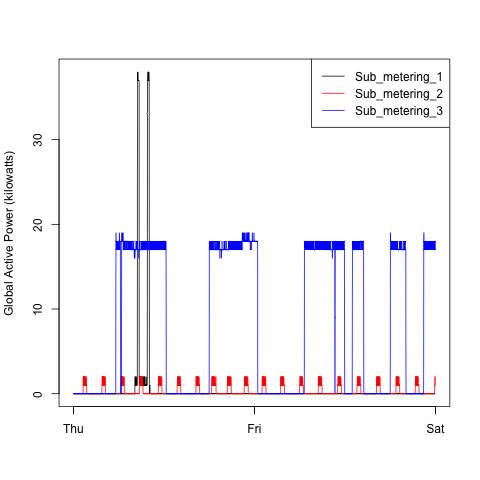 Sub_metering_1
Sub_metering_2
Sub_metering_3
Global Active Power (kilowatts)
30
20
10
0
Thu Fri Sat